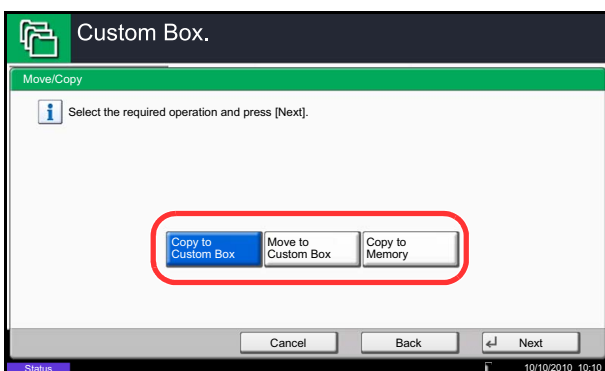 Custom Box.
Move/Copy
Select the required operation and press [Next].
Copy to
Custom Box
Move to
Custom Box
Copy to
Memory
Cancel
Back
Next
Status
10/10/2010 10:10